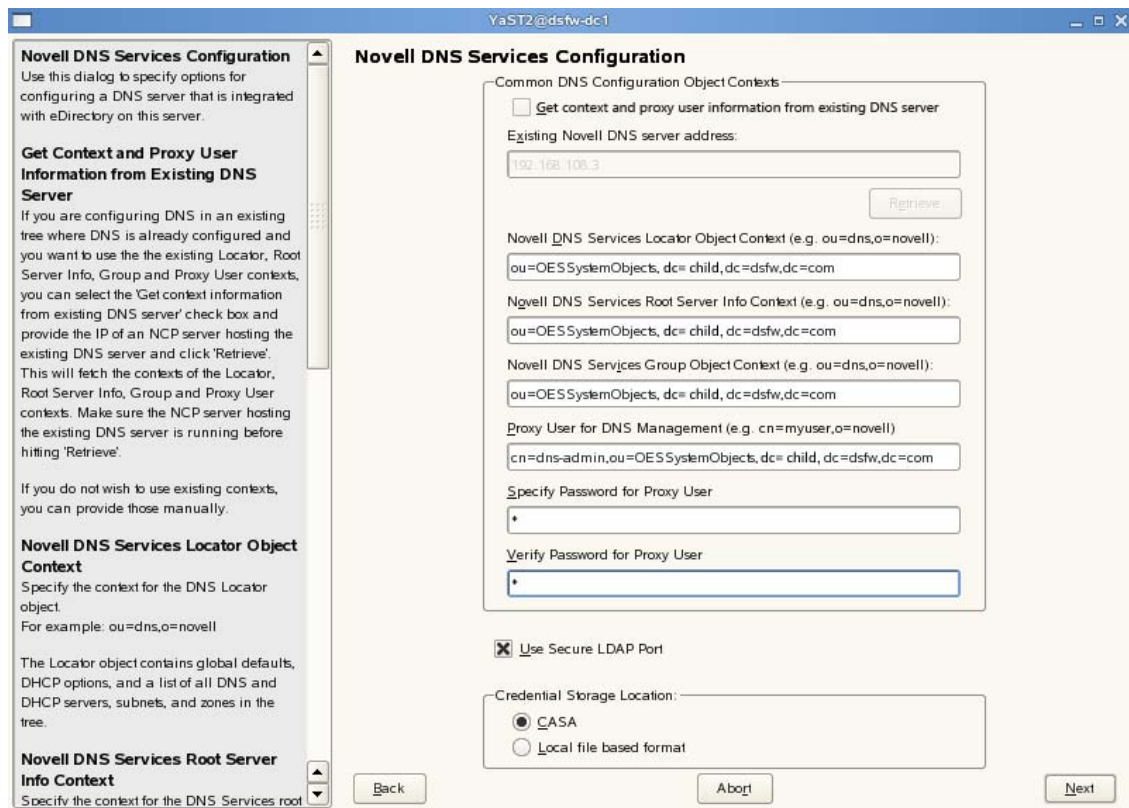 YaST2@dsfw-dc1
Novell DNS Services Configuration
Use this dialog to specify options for
configuring a DNS server that is integrated
with eDirectory on this server.
Get Context and Proxy User
Information from Existing DNS
Server
If you are configuring DNS in an existing
tree where DNS is already configured and
you want to use the the existing Locator, Root
Server Info, Group and Proxy User contexts,
you can select the 'Get context information
from existing DNS server' check box and
provide the IP of an NCP server hosting the
existing DNS server and click 'Retrieve'.
This will fetch the contexts of the Locator,
Root Server Info, Group and Proxy User
contexts. Make sure the NCP server hosting
the existing DNS server is running before
hitting 'Retrieve'.
If you do not wish to use existing contexts,
you can provide those manually.
Novell DNS Services Locator Object
Context
Specify the context for the DNS Locator
object.
For example: ou=dns,o=novell
The Locator object contains global defaults,
DHCP options, and a list of all DNS and
DHCP servers, subnets, and zones in the
tree.
Novell DNS Services Root Server
Info Context
Specify the context for the DNS Services root
Novell DNS Services Configuration
Common DNS Configuration Object Contexts
Get context and proxy user information from existing DNS server
Existing Novell DNS server address:
192.168.108.3
Retrieve
Novell DNS Services Locator Object Context (e.g. ou=dns,o=novell):
ou=OESSystemObjects, dc= child, dc=dsfw,dc=com
Novell DNS Services Root Server Info Context (e.g. ou=dns,o=novell):
ou=OESSystemObjects, dc= child, dc=dsfw,dc=com
Novell DNS Services Group Object Context (e.g. ou=dns,o=novell):
ou=OESSystemObjects, dc= child, dc=dsfw,dc=com
Proxy User for DNS Management (e.g. cn=myuser,o=novell)
cn=dns-admin,ou=OESSystemObjects, dc= child, dc=dsfw,dc=com
Specify Password for Proxy User
*
Verify Password for Proxy User
*
Use Secure LDAP Port
Credential Storage Location:
CASA
Local file based format
Back
Abort
Next